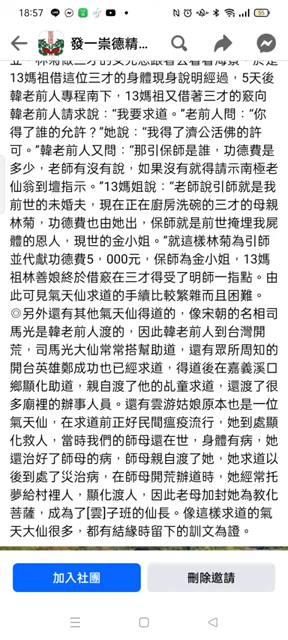 18:57
55
發一崇德精...
13媽祖借這位三才的身體現身說明經過，5天後
韓老前人專程南下，13媽祖又借著三才的竅向
韓老前人請求說：“我要求道。”老前人問：“你
得了誰的允許？”她說：“我得了濟公活佛的許
可。”韓老前人又問：“那引保師是誰，功德費是
多少，老師有沒有說，如果沒有就得請示南極老
仙翁到壇指示。”13媽姐說：“老師說引師就是我
前世的未婚夫，現在正在廚房洗碗的三才的母親
林菊，功德費也由她出，保師就是前世掩埋我屍
體的恩人，現世的金小姐。”就這樣林菊為引師
並代獻功德費5，000元，保師為金小姐，13媽
祖林善娘終於借竅在三才得受了明師一指點。由
此可見氣天仙求道的手續比較繁雜而且困難。
◎另外還有其他氣天仙得道的，像宋朝的名相司
馬光是韓老前人渡的，因此韓老前人到台灣開
荒，司馬光大仙常常搭幫助道，還有眾所周知的
開台英雄鄭成功也已經求道，得道後在嘉義溪口
鄉顯化助道，親自渡了他的乩童求道，還渡了很
多廟裡的辦事人員。還有雲游姑娘原本也是一位
氣天仙，在求道前正好民間瘟疫流行，她到處顯
化救人，當時我們的師母還在世，身體有病，她
還治好了師母的病，師母親自渡了她，她求道以
後到處了災治病，在師母開荒辦道時，她經常托
夢給村裡人，顯化渡人，因此老母加封她為教化
菩薩，成為了[雲]子班的仙長。像這樣求道的氣
天大仙很多，都有結緣時留下的訓文為證。
加入社團
刪除邀請